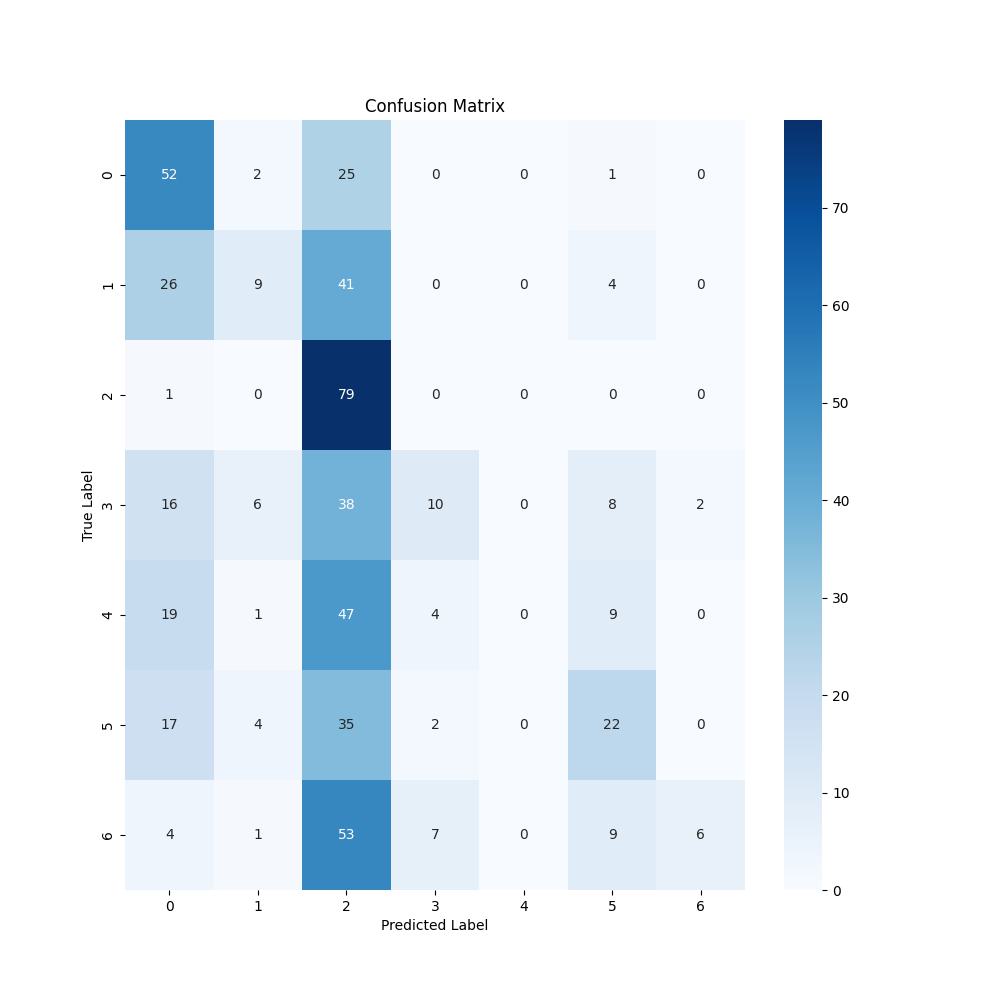 Confusion Matrix
0 52 2 25 0 0 1 0
1 26 9 41 0 0 4 0
2 1 0 79 0 0 0 0
3 16 6 38 10 0 8 2
4 19 1 47 4 0 9 0
5 17 4 35 2 0 22 0
6 4 1 53 7 0 9 6
0 1 2 3 4 5 6
Predicted Label
True Label
70
60
50
40
30
20
10
0